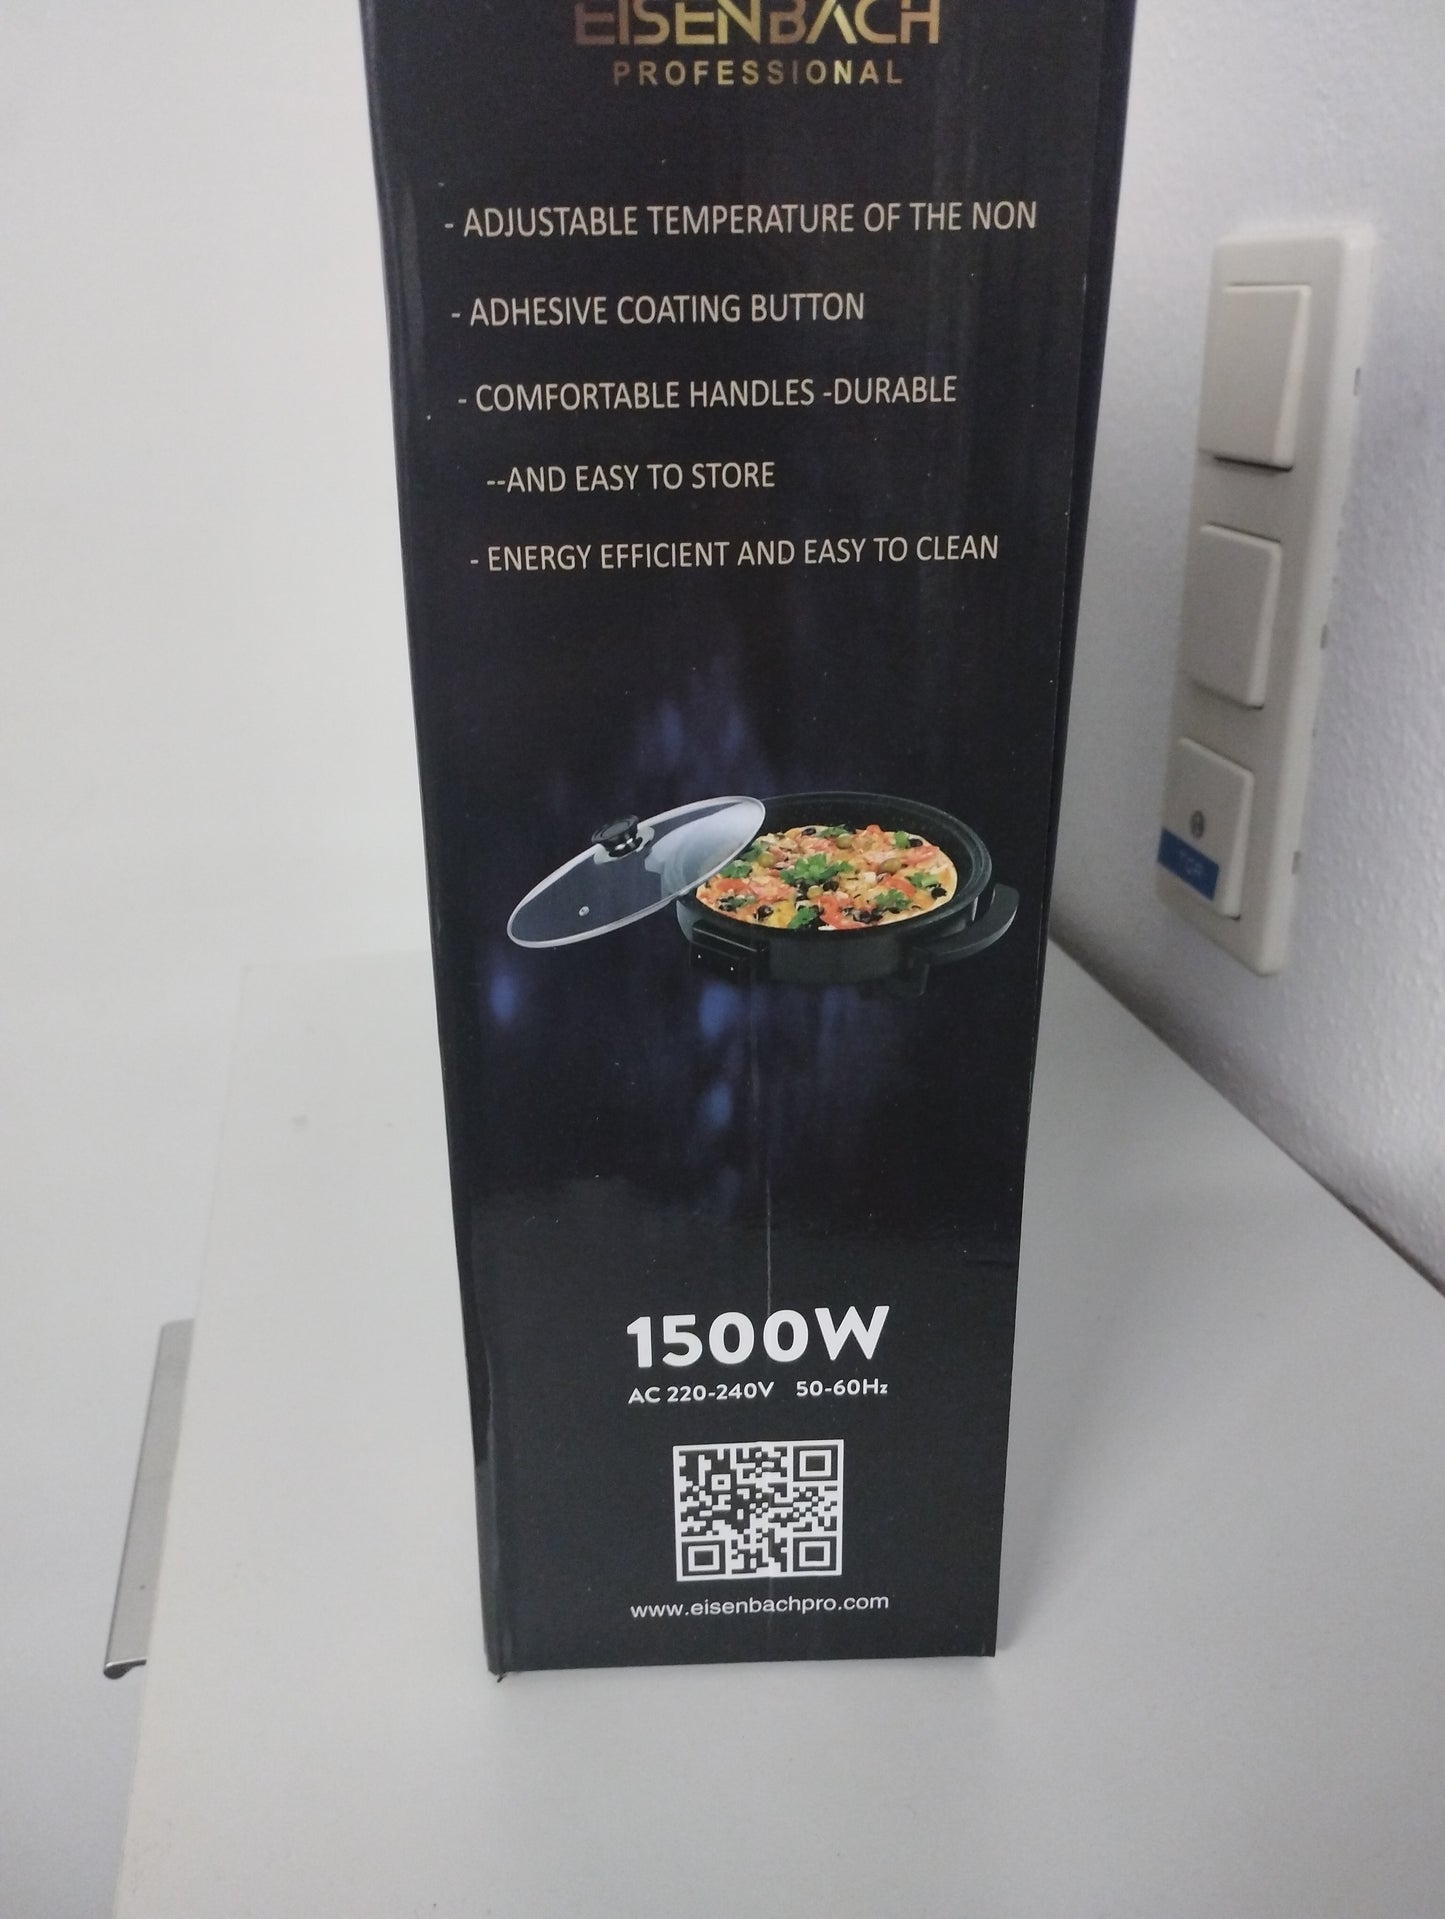 EISENBACH
PROFESSIONAL
- ADJUSTABLE TEMPERATURE OF THE NON
- ADHESIVE COATING BUTTON
- COMFORTABLE HANDLES -DURABLE
--AND EASY TO STORE
- ENERGY EFFICIENT AND EASY TO CLEAN
1500W
AC 220-240V 50-60Hz
www.eisenbachpro.com